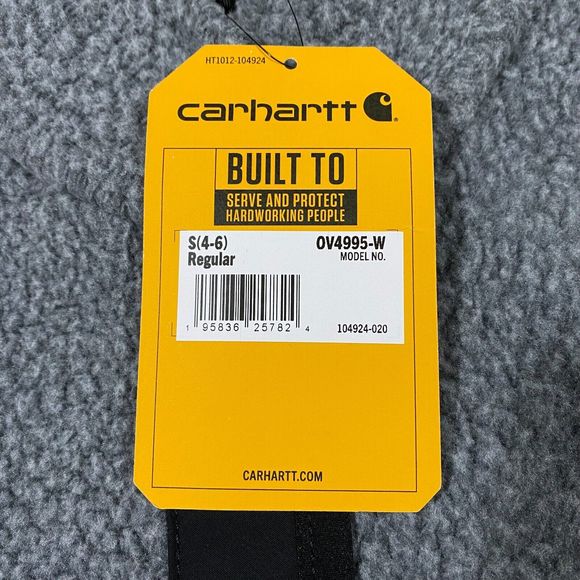 HT1012-104924
carhartt
BUILT TO
SERVE AND PROTECT
HARDWORKING PEOPLE
S(4-6) OV4995-W
Regular MODEL NO.
1 95836 25782 4 104924-020
CARHARTT.COM